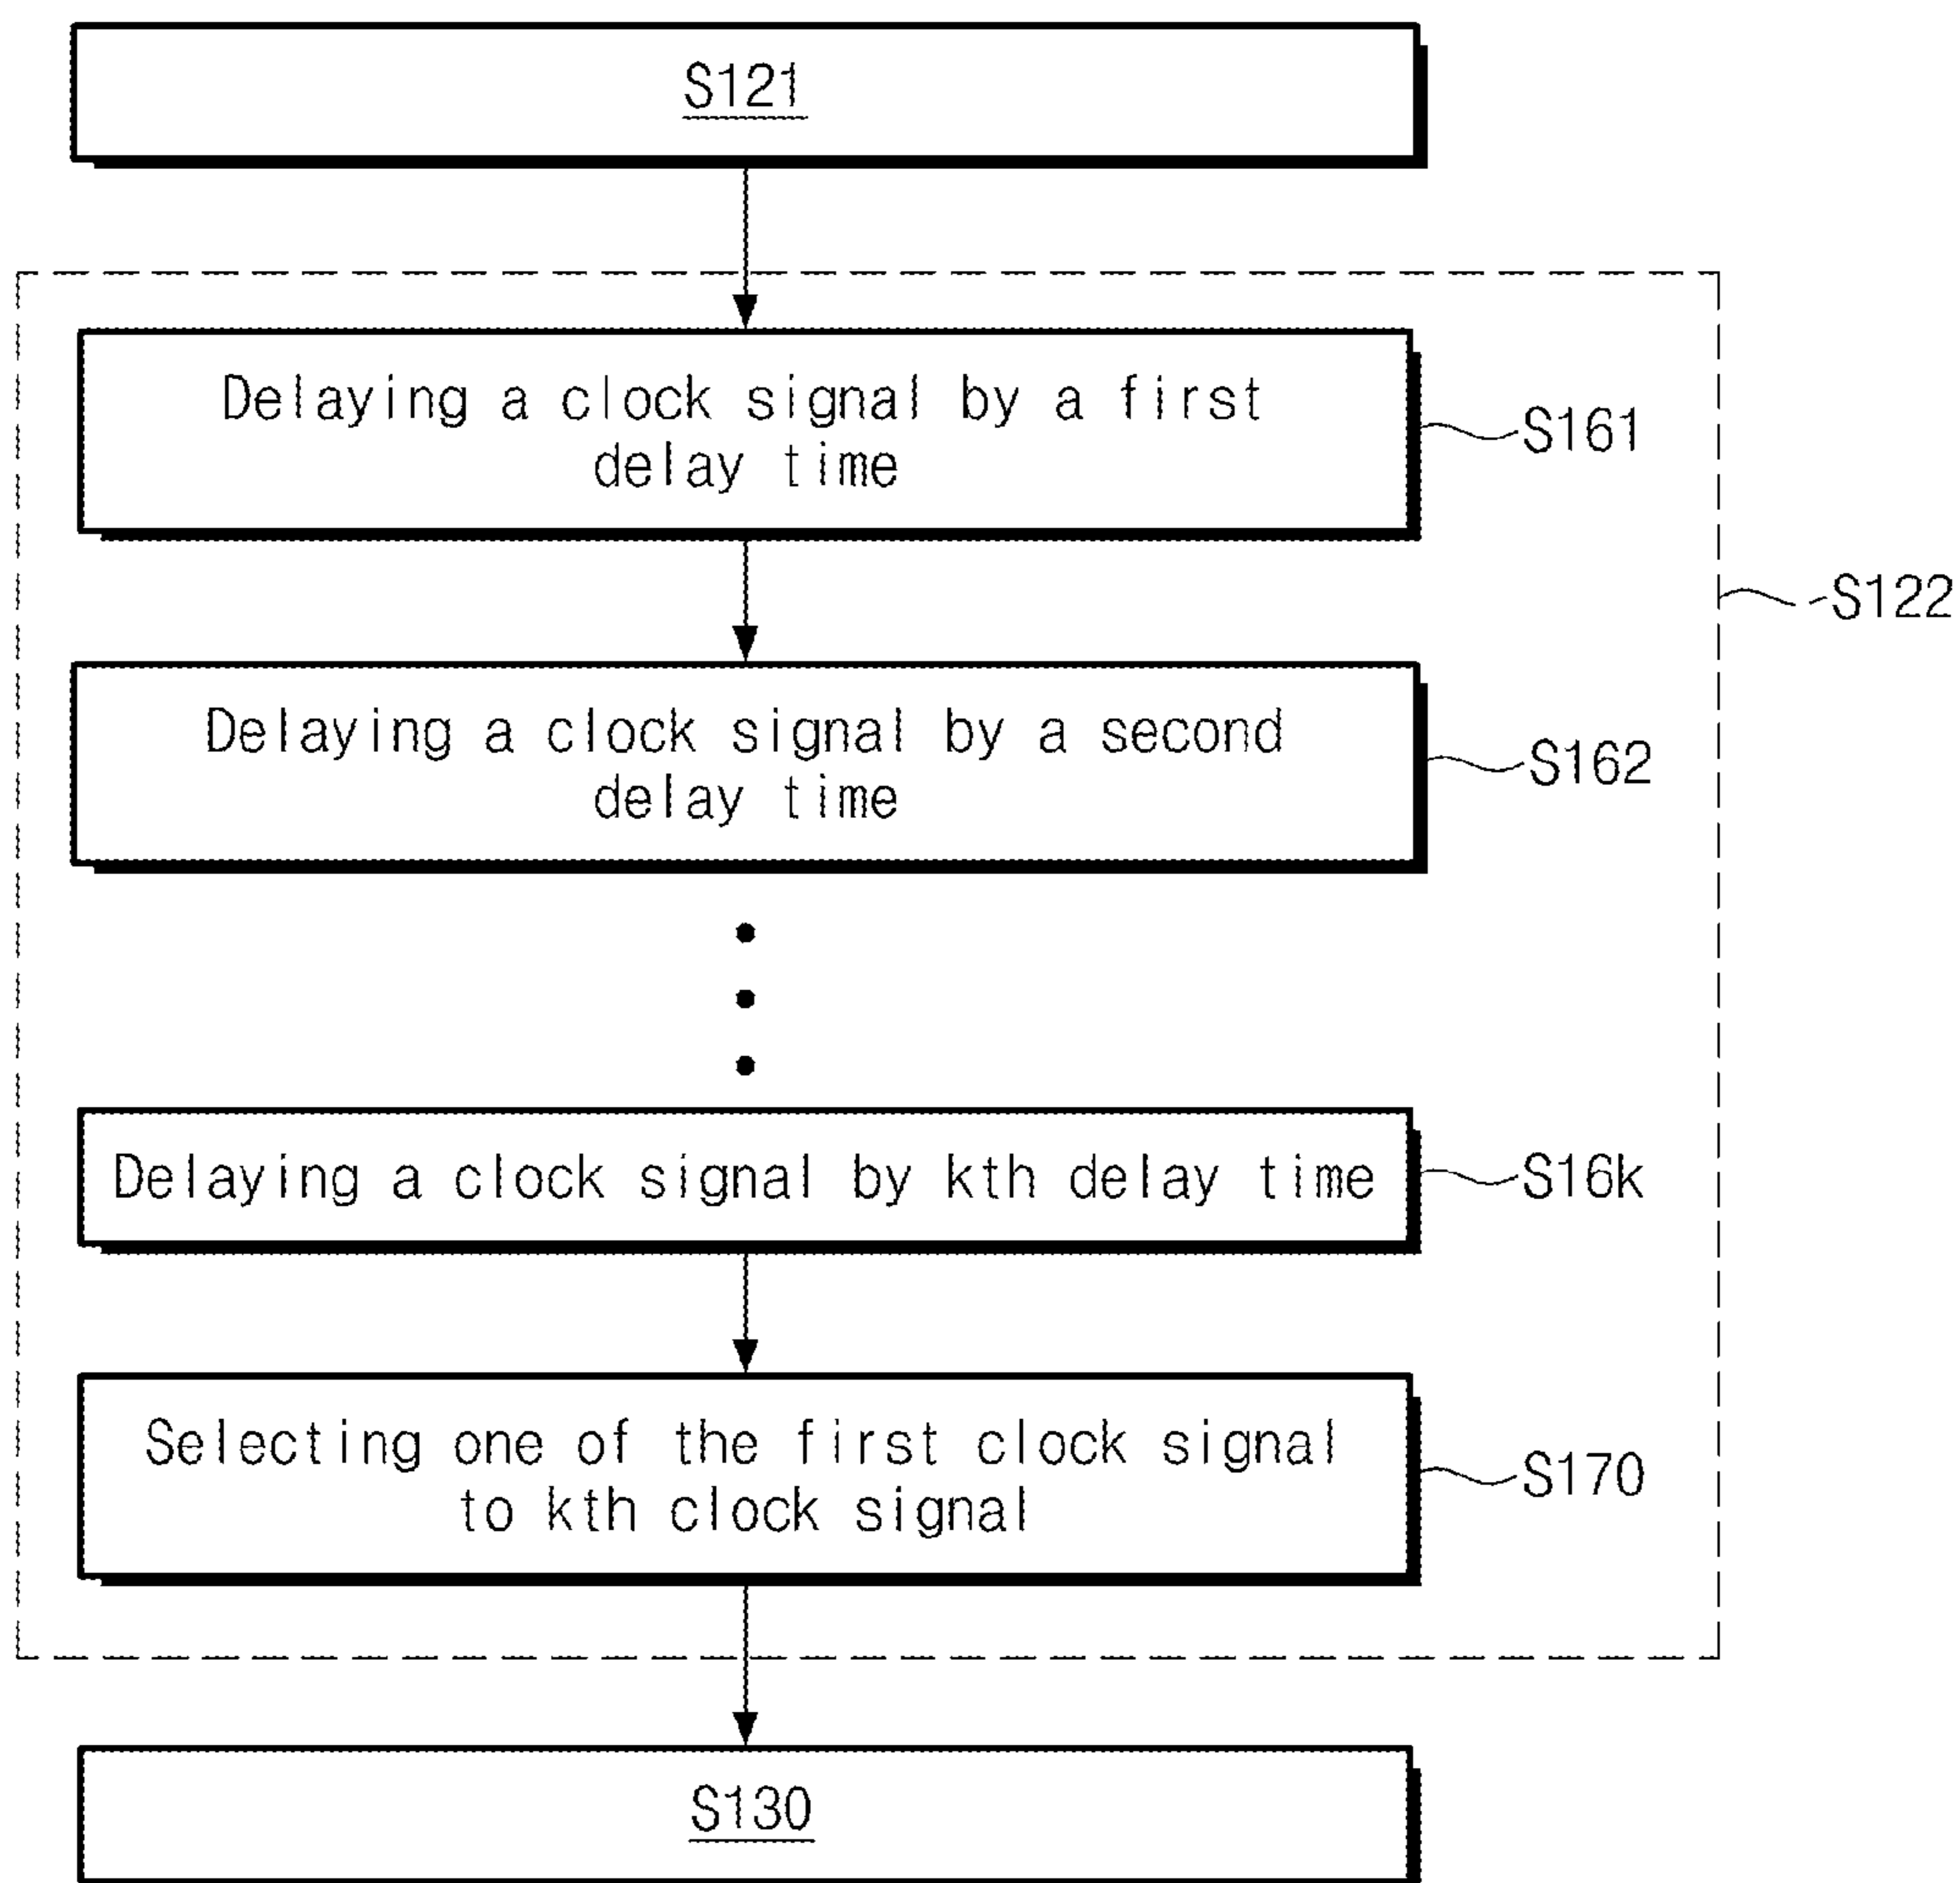 S121
Delaying a clock signal by a first
delay time
S161
S122
Delaying a clock signal by a second
delay time
S162
Delaying a clock signal by kth delay time
S16k
Selecting one of the first clock signal
to kth clock signal
S170
S130